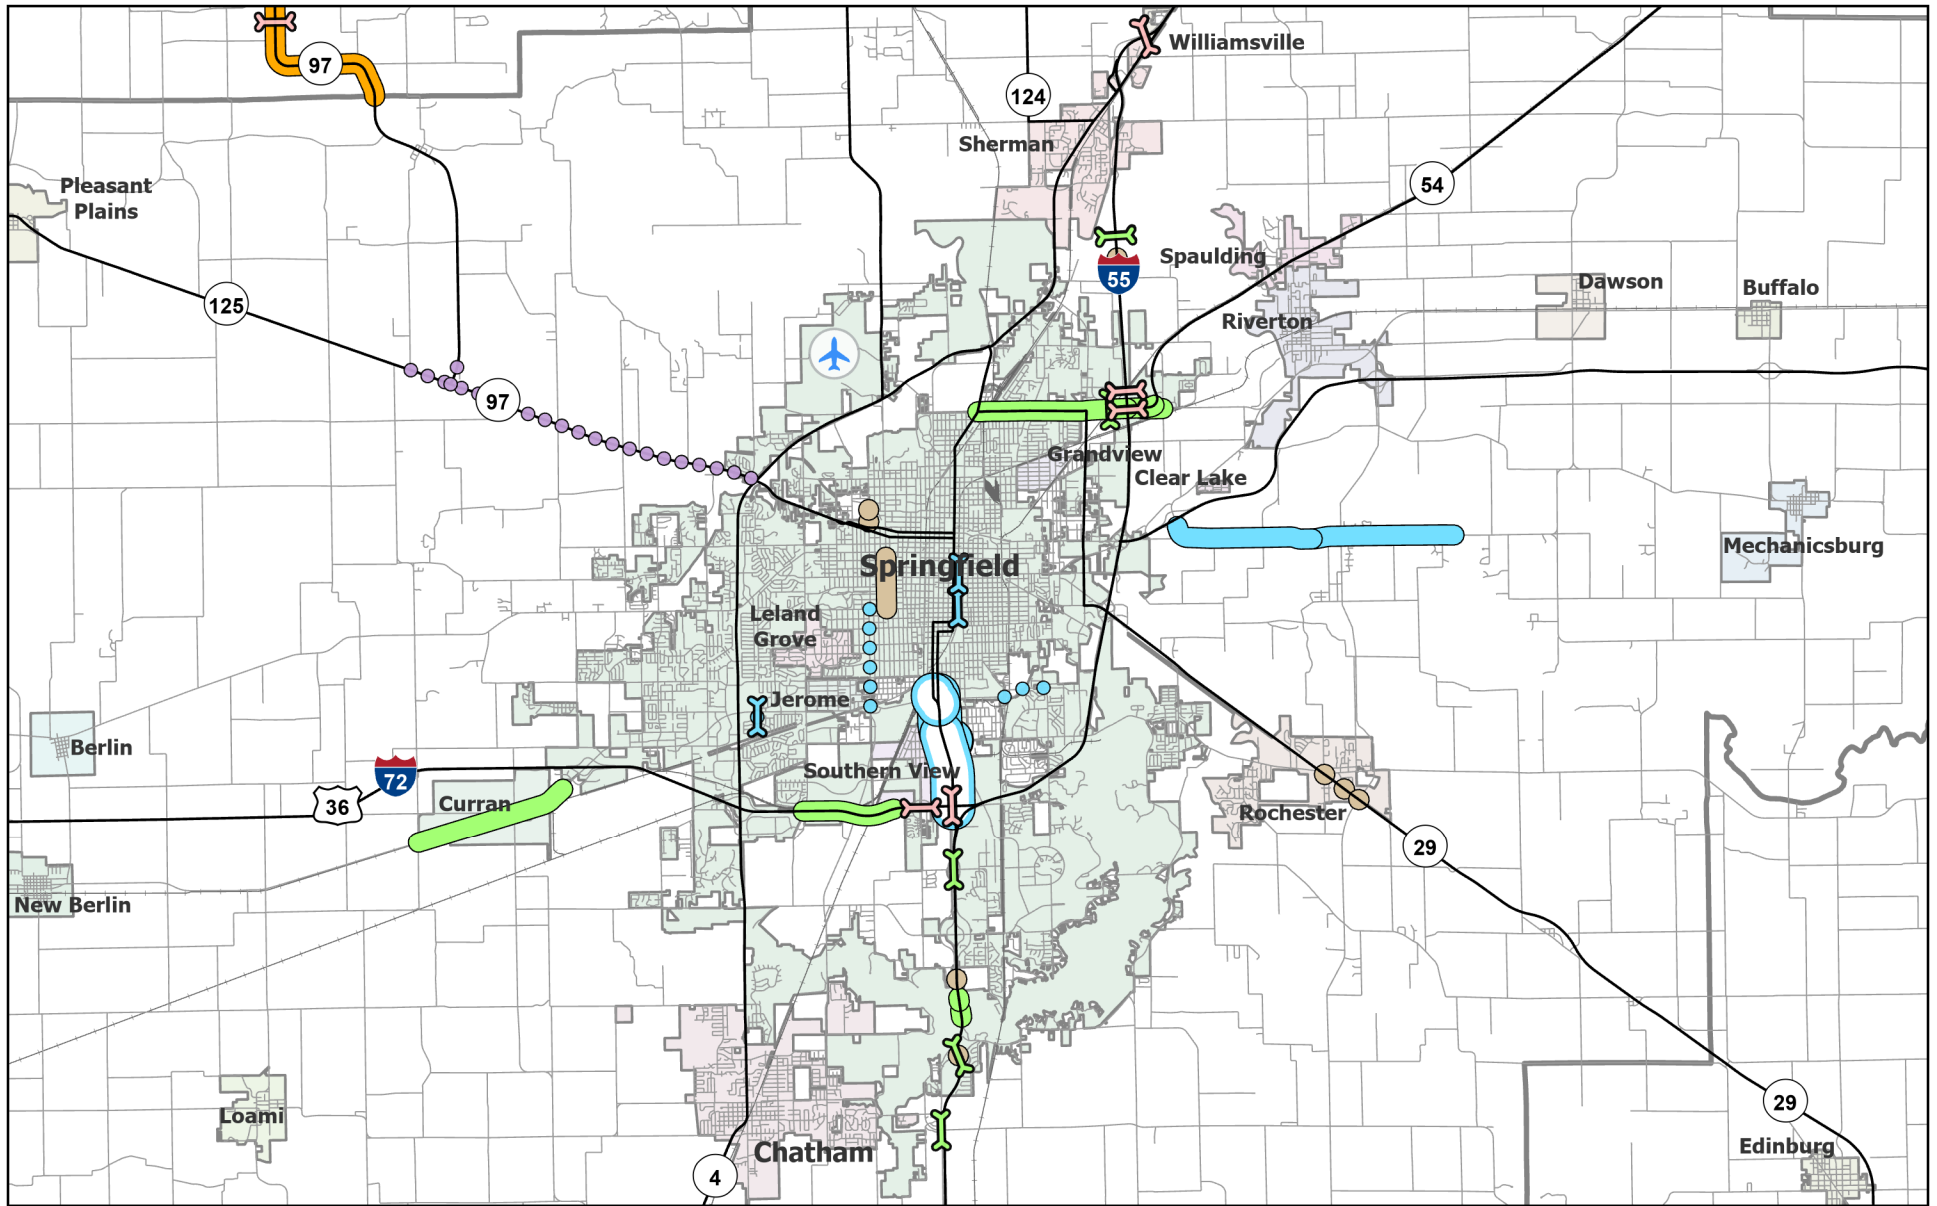 Williamsville
97
124
Sherman
Pleasant
Plains
54
Spaulding
55
Dawson
Buffalo
125
Riverton
97
Grandview
Clear Lake
Mechanicsburg
Springfield
Leland
Grove
Jerome
Berlin
Southern View
72
36
Curran
Rochester
29
New Berlin
Loami
29
Edinburg
Chatham
4